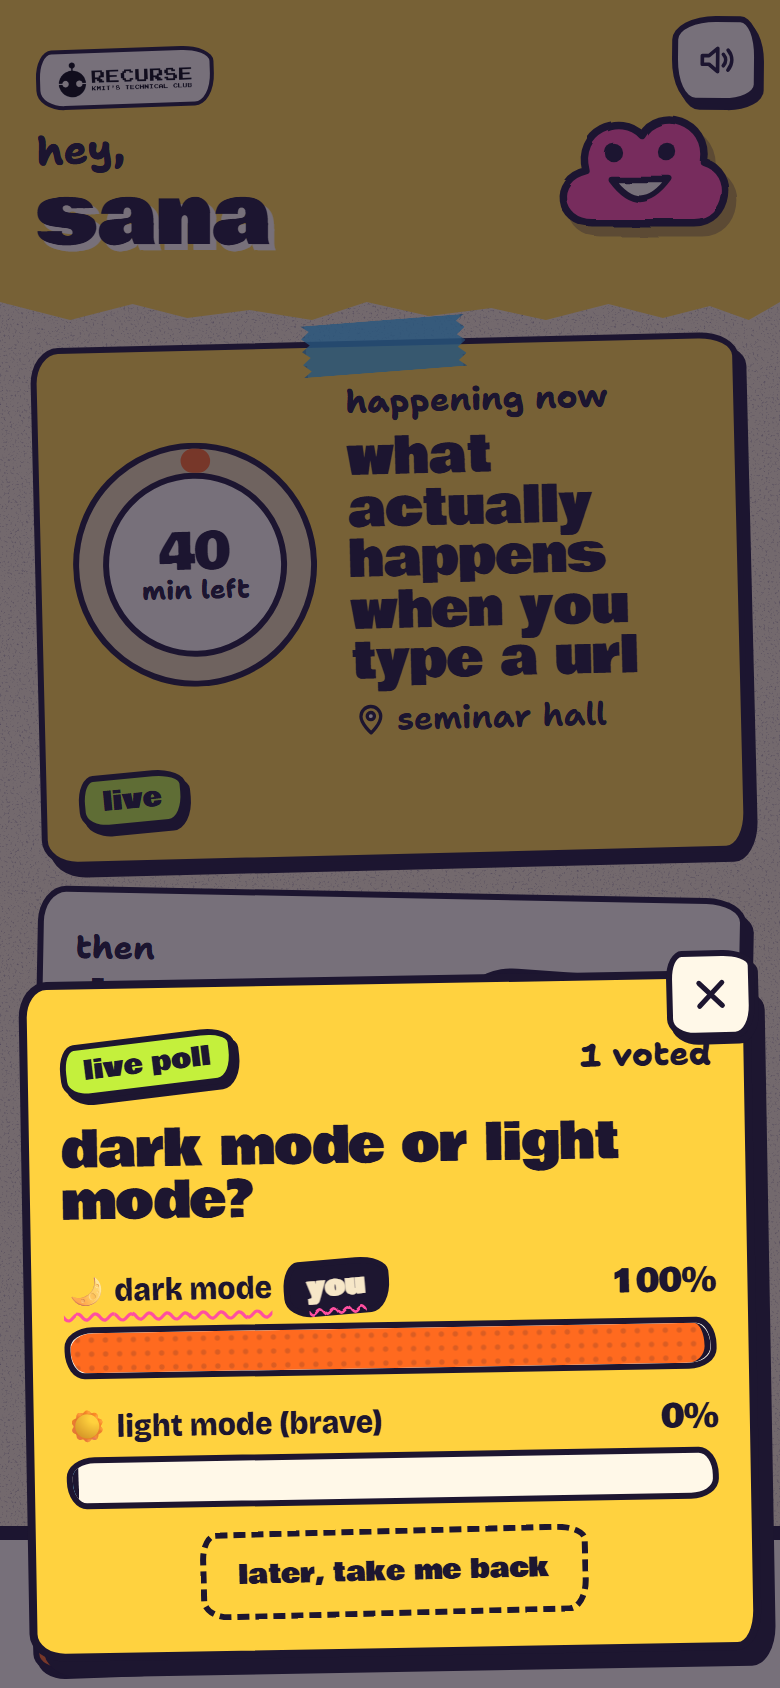 RECURSE
KMIT'S TECHNICAL CLUB
hey,
sana
happening now
what
actually
happens
when you
type a url
seminar hall
40
min left
live
then
live poll
1 voted
dark mode or light
mode?
dark mode you 100%
light mode (brave) 0%
later, take me back